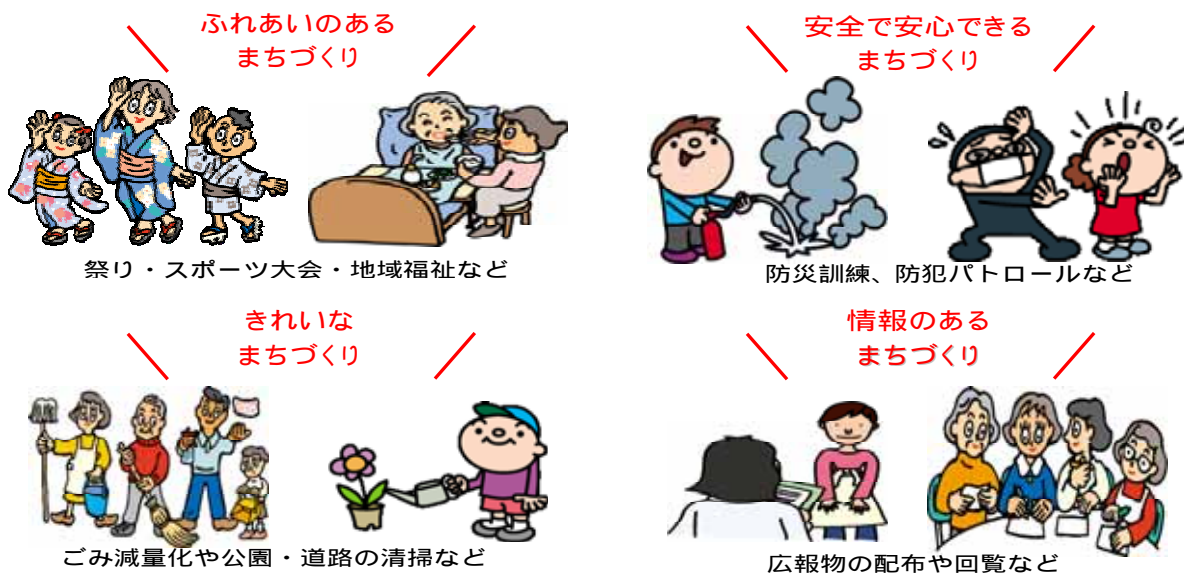 ふれあいのある
まちづくり
祭り・スポーツ大会・地域福祉など
安全で安心できる
まちづくり
防災訓練、防犯パトロールなど
きれいな
まちづくり
ごみ減量化や公園・道路の清掃など
情報のある
まちづくり
広報物の配布や回覧など